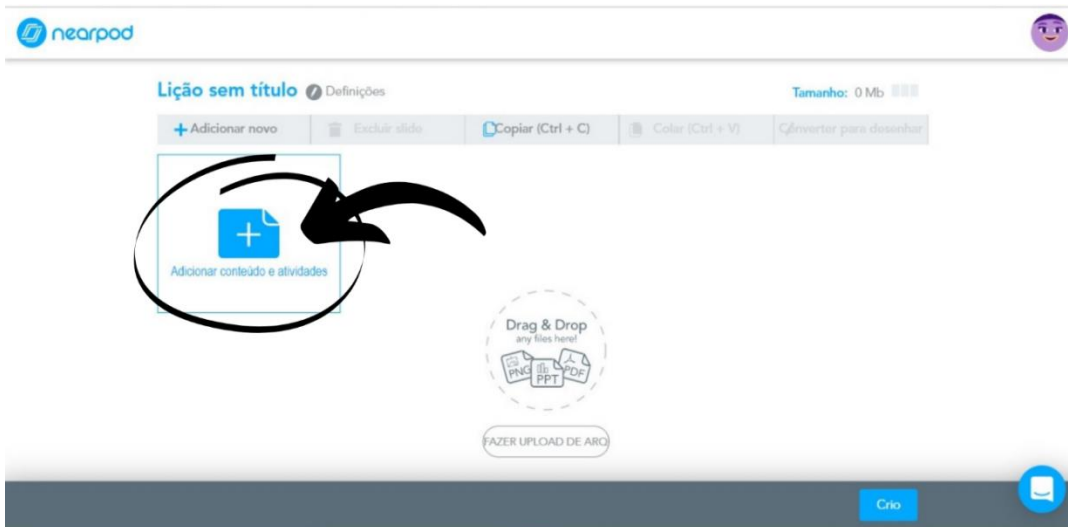 nearpod
Lição sem título Definições
Tamanho: 0 Mb
+ Adicionar novo Excluir slide Copiar (Ctrl + C) Colar (Ctrl + V) Converter para desenhar
Adicionar conteúdo e atividades
Drag & Drop
any files here!
PNG PPT PDF
FAZER UPLOAD DE ARQ
Crio